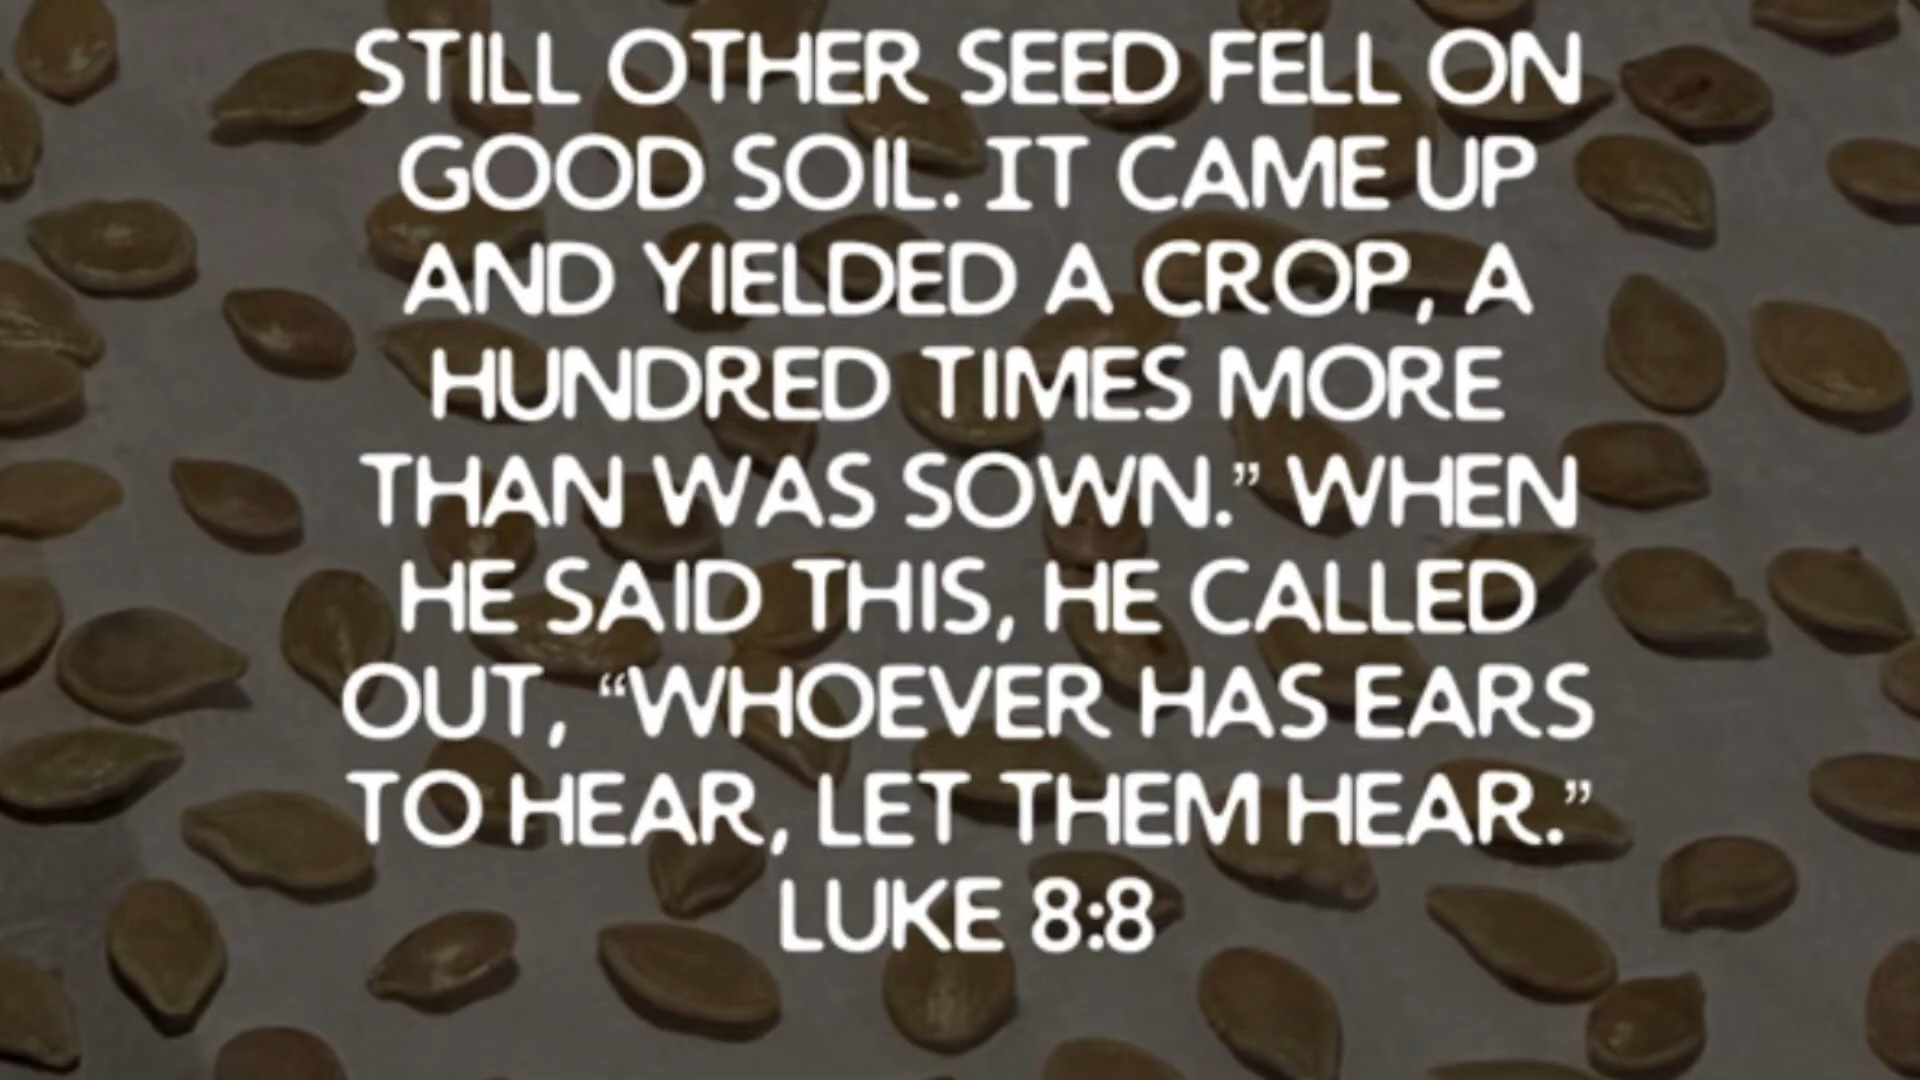 STILL OTHER SEED FELL ON
GOOD SOIL. IT CAME UP
AND YIELDED A CROP, A
HUNDRED TIMES MORE
THAN WAS SOWN.” WHEN
HE SAID THIS, HE CALLED
OUT, “WHOEVER HAS EARS
TO HEAR, LET THEM HEAR.”
LUKE 8:8